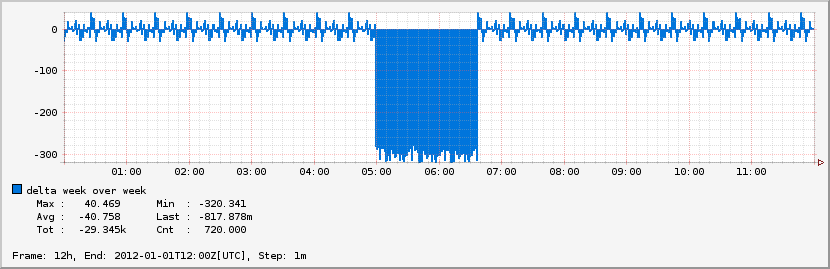 0
-100
-200
-300
01:00 02:00 03:00 04:00 05:00 06:00 07:00 08:00 09:00 10:00 11:00
delta week over week
Max : 40.469 Min : -320.341
Avg : -40.758 Last : -817.878m
Tot : -29.345k Cnt : 720.000
Frame: 12h, End: 2012-01-01T12:00Z[UTC], Step: 1m